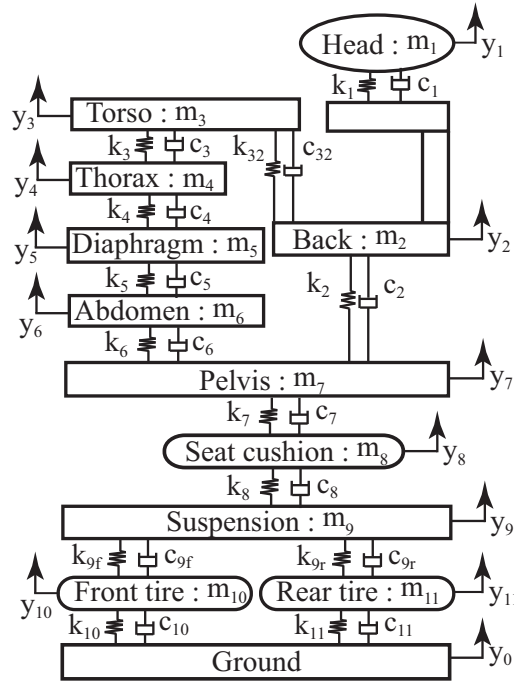 Head : m₁ y₁
k₁ c₁
y₃ Torso : m₃
k₃ c₃ k₃₂ c₃₂
y₄ Thorax : m₄
k₄ c₄
y₅ Diaphragm : m₅ Back : m₂ y₂
k₅ c₅ k₂ c₂
y₆ Abdomen : m₆
k₆ c₆
Pelvis : m₇ y₇
k₇ c₇
Seat cushion : m₈ y₈
k₈ c₈
Suspension : m₉ y₉
k₉f c₉f k₉r c₉r
y₁₀ Front tire : m₁₀ Rear tire : m₁₁ y₁₁
k₁₀ c₁₀ k₁₁ c₁₁
Ground y₀